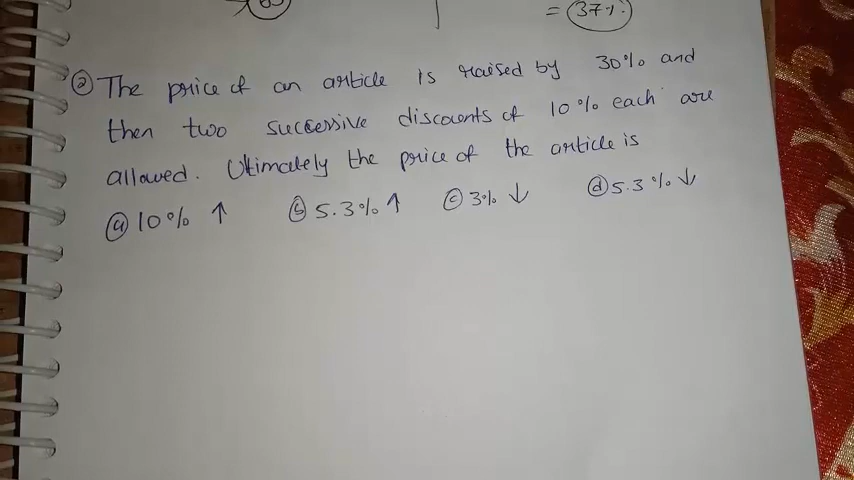 = 37%
② The price of an article is raised by 30% and
then two successive discounts of 10% each are
allowed. Ultimately the price of the article is
ⓐ 10% ↑ ⓑ 5.3% ↑ ⓒ 3% ↓ ⓓ 5.3% ↓